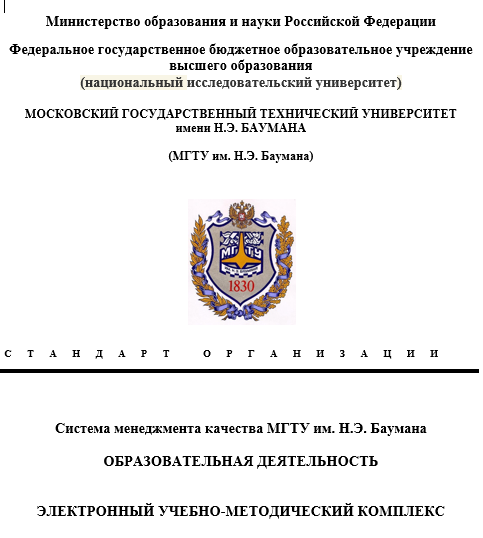 Министерство образования и науки Российской Федерации
Федеральное государственное бюджетное образовательное учреждение
высшего образования
(национальный исследовательский университет)
МОСКОВСКИЙ ГОСУДАРСТВЕННЫЙ ТЕХНИЧЕСКИЙ УНИВЕРСИТЕТ
имени Н.Э. БАУМАНА
(МГТУ им. Н.Э. Баумана)
МГТУ
1830
С Т А Н Д А Р Т О Р Г А Н И З А Ц И И
Система менеджмента качества МГТУ им. Н.Э. Баумана
ОБРАЗОВАТЕЛЬНАЯ ДЕЯТЕЛЬНОСТЬ
ЭЛЕКТРОННЫЙ УЧЕБНО-МЕТОДИЧЕСКИЙ КОМПЛЕКС